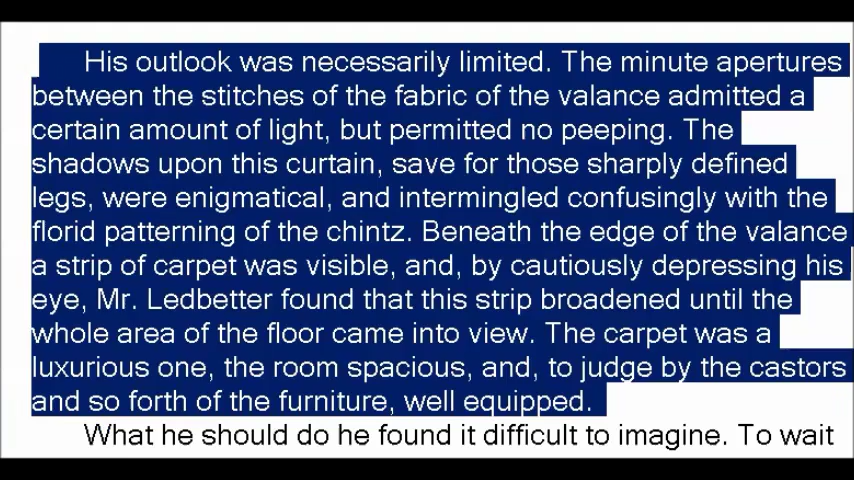 His outlook was necessarily limited. The minute apertures
between the stitches of the fabric of the valance admitted a
certain amount of light, but permitted no peeping. The
shadows upon this curtain, save for those sharply defined
legs, were enigmatical, and intermingled confusingly with the
florid patterning of the chintz. Beneath the edge of the valance
a strip of carpet was visible, and, by cautiously depressing his
eye, Mr. Ledbetter found that this strip broadened until the
whole area of the floor came into view. The carpet was a
luxurious one, the room spacious, and, to judge by the castors
and so forth of the furniture, well equipped.
What he should do he found it difficult to imagine. To wait